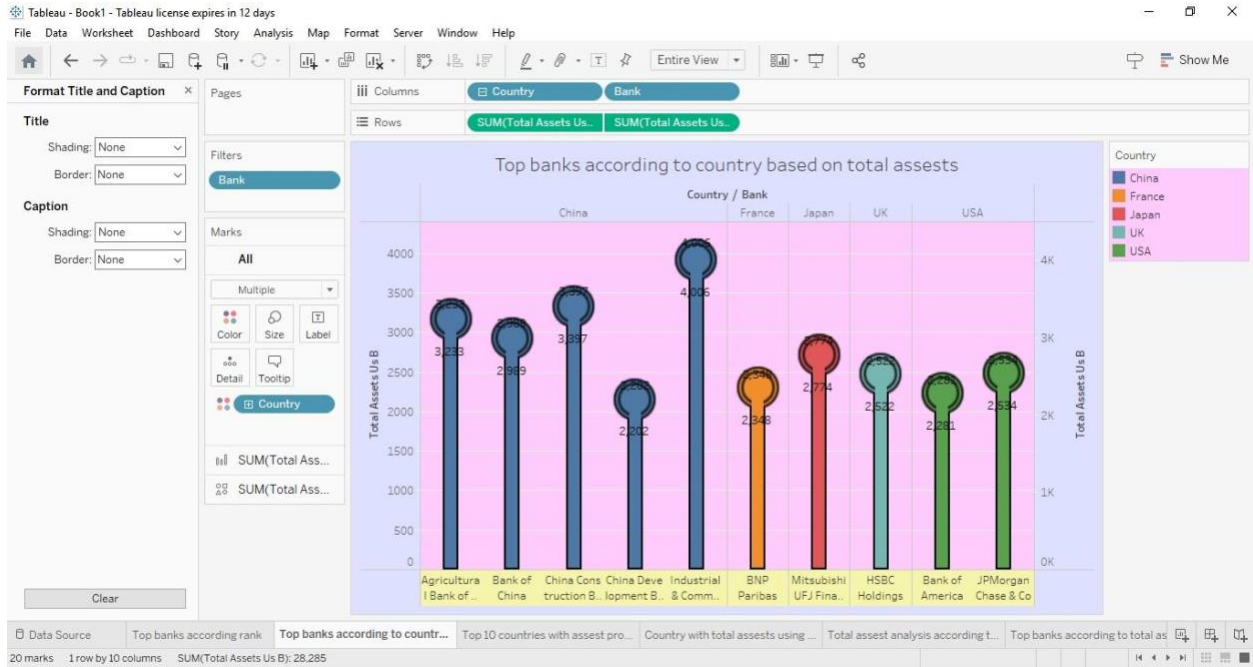 Tableau - Book1 - Tableau license expires in 12 days
File Data Worksheet Dashboard Story Analysis Map Format Server Window Help
Entire View
Show Me
Format Title and Caption
Title
Shading: None
Border: None
Caption
Shading: None
Border: None
Clear
Pages
Filters
Bank
Marks
All
Multiple
Color Size Label
Detail Tooltip
Country
SUM(Total Ass...
SUM(Total Ass...
Columns Country Bank
Rows SUM(Total Assets Us.. SUM(Total Assets Us..
Top banks according to country based on total assests
Country / Bank
China France Japan UK USA
Total Assets Us B
4000
3500
3000
2500
2000
1500
1000
500
0
3,233
2,989
3,397
2,202
4,006
2,348
2,774
2,522
2,281
2,534
4K
3K
2K
1K
0K
Total Assets Us B
Agricultura Bank of China Cons China Deve Industrial BNP Mitsubishi HSBC Bank of JPMorgan
l Bank of .. China truction B.. lopment B.. & Comm.. Paribas UFJ Fina.. Holdings America Chase & Co
Country
China
France
Japan
UK
USA
Data Source Top banks according rank Top banks according to countr... Top 10 countries with assest pro... Country with total assests using ... Total assest analysis according t... Top banks according to total as
20 marks 1 row by 10 columns SUM(Total Assets Us B): 28,285